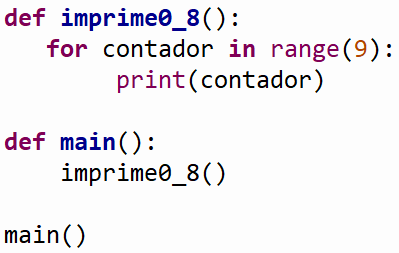 def imprime0_8():
   for contador in range(9):
        print(contador)

def main():
    imprime0_8()

main()